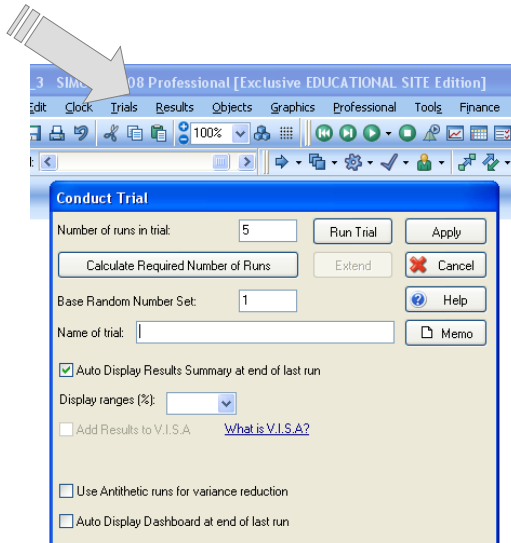 _3 SIM 08 Professional [Exclusive EDUCATIONAL SITE Edition]
Edit Clock Trials Results Objects Graphics Professional Tools Finance
100%
Conduct Trial
Number of runs in trial: 5 Run Trial Apply
Calculate Required Number of Runs Extend Cancel
Base Random Number Set: 1 Help
Name of trial: Memo
Auto Display Results Summary at end of last run
Display ranges (%):
Add Results to V.I.S.A What is V.I.S.A?
Use Antithetic runs for variance reduction
Auto Display Dashboard at end of last run